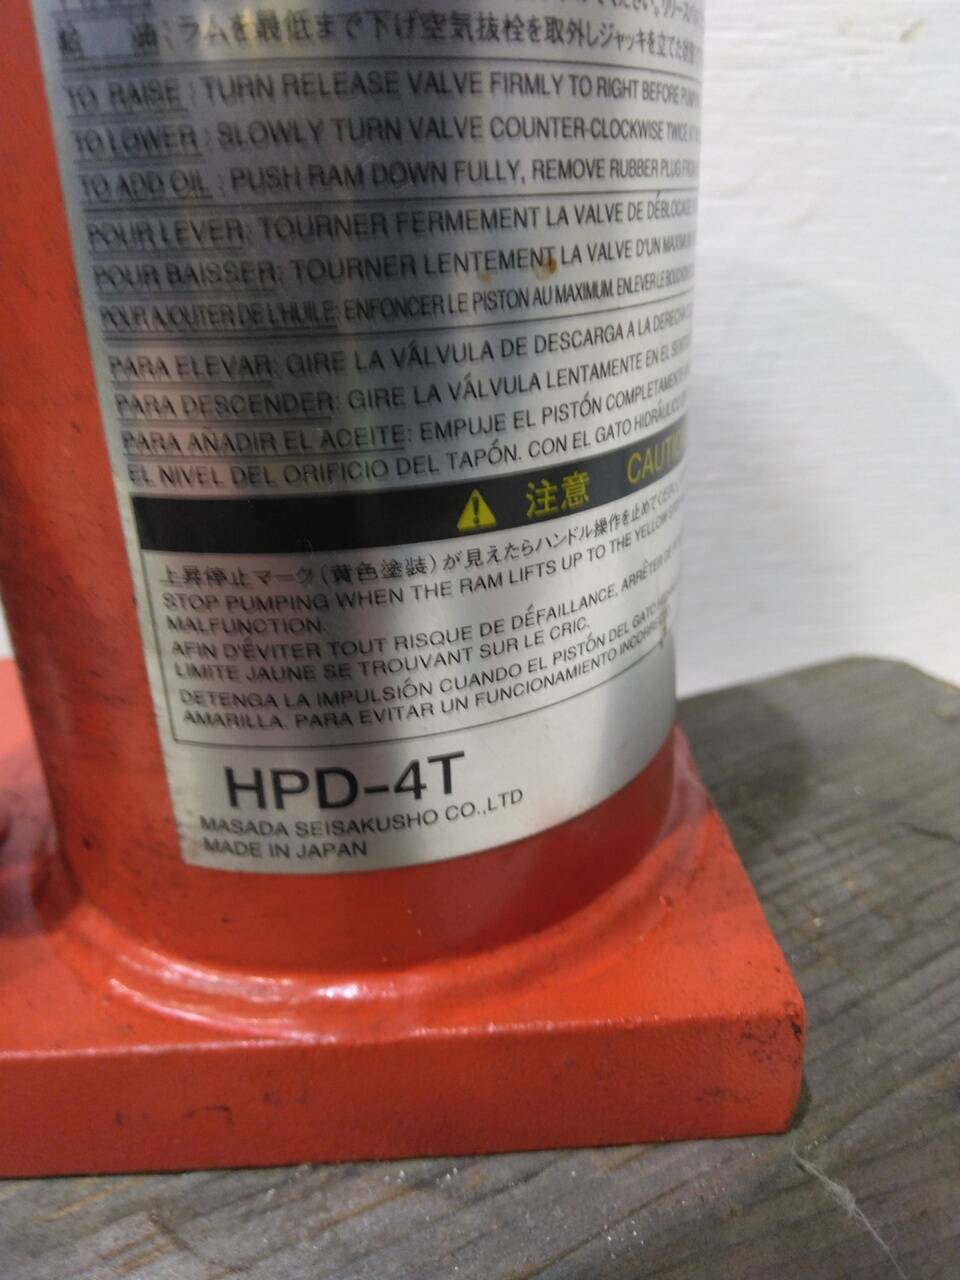 給 油:ラムを最低まで下げ空気抜栓を取外しジャッキを立てた状態
TO RAISE : TURN RELEASE VALVE FIRMLY TO RIGHT BEFORE
TO LOWER : SLOWLY TURN VALVE COUNTER-CLOCKWISE TWICE
TO ADD OIL : PUSH RAM DOWN FULLY, REMOVE RUBBER PLUG
POUR LEVER: TOURNER FERMEMENT LA VALVE DE DÉBLOCAGE
POUR BAISSER: TOURNER LENTEMENT LA VALVE D'UN MAXIMUM
POUR AJOUTER DE L'HUILE: ENFONCER LE PISTON AU MAXIMUM. ENLEVER LE
PARA ELEVAR: GIRE LA VÁLVULA DE DESCARGA A LA DERECHA
PARA DESCENDER: GIRE LA VÁLVULA LENTAMENTE EN EL
PARA AÑADIR EL ACEITE: EMPUJE EL PISTÓN COMPLETAMENTE
EL NIVEL DEL ORIFICIO DEL TAPÓN. CON EL GATO HIDRÁULICO
注意 CAUTIO
上昇停止マーク(黄色塗装)が見えたらハンドル操作を止めてください
STOP PUMPING WHEN THE RAM LIFTS UP TO THE YELLOW
MALFUNCTION.
AFIN D'ÉVITER TOUT RISQUE DE DÉFAILLANCE, ARRÊTER DE
LIMITE JAUNE SE TROUVANT SUR LE CRIC.
DETENGA LA IMPULSIÓN CUANDO EL PISTÓN DEL GATO
AMARILLA. PARA EVITAR UN FUNCIONAMIENTO
HPD-4T
MASADA SEISAKUSHO CO.,LTD
MADE IN JAPAN